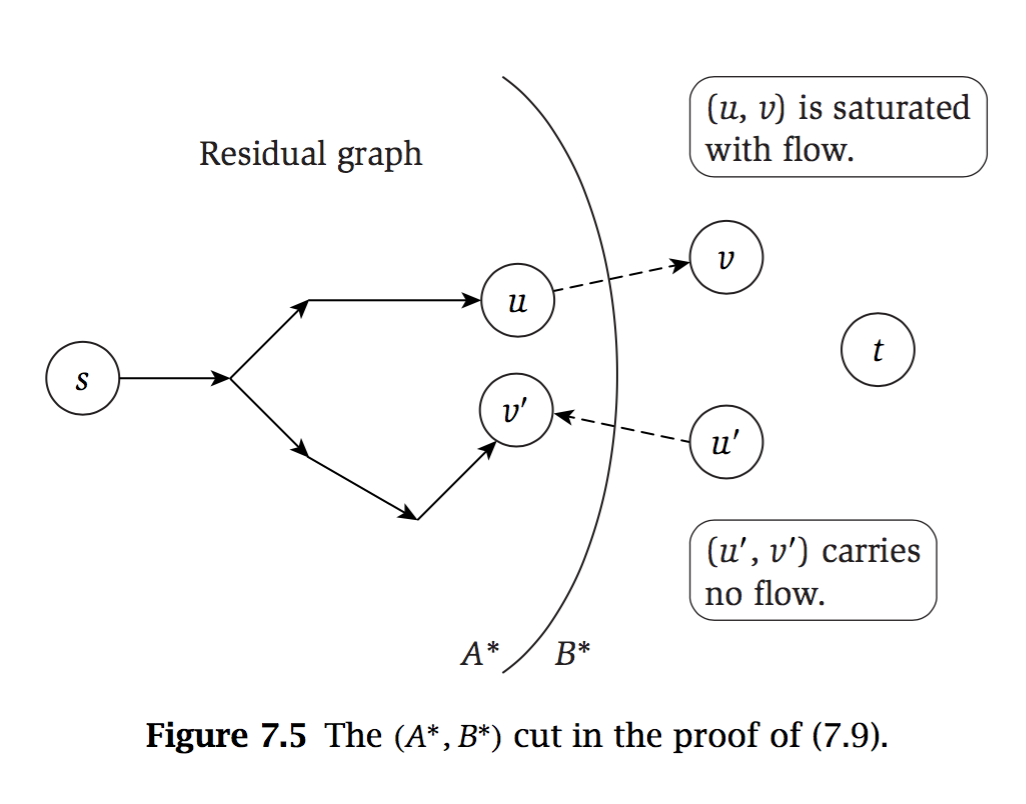 (u, v) is saturated
with flow.
Residual graph
v
u
t
s
v′
u′
(u′, v′) carries
no flow.
A* B*
Figure 7.5 The (A*, B*) cut in the proof of (7.9).